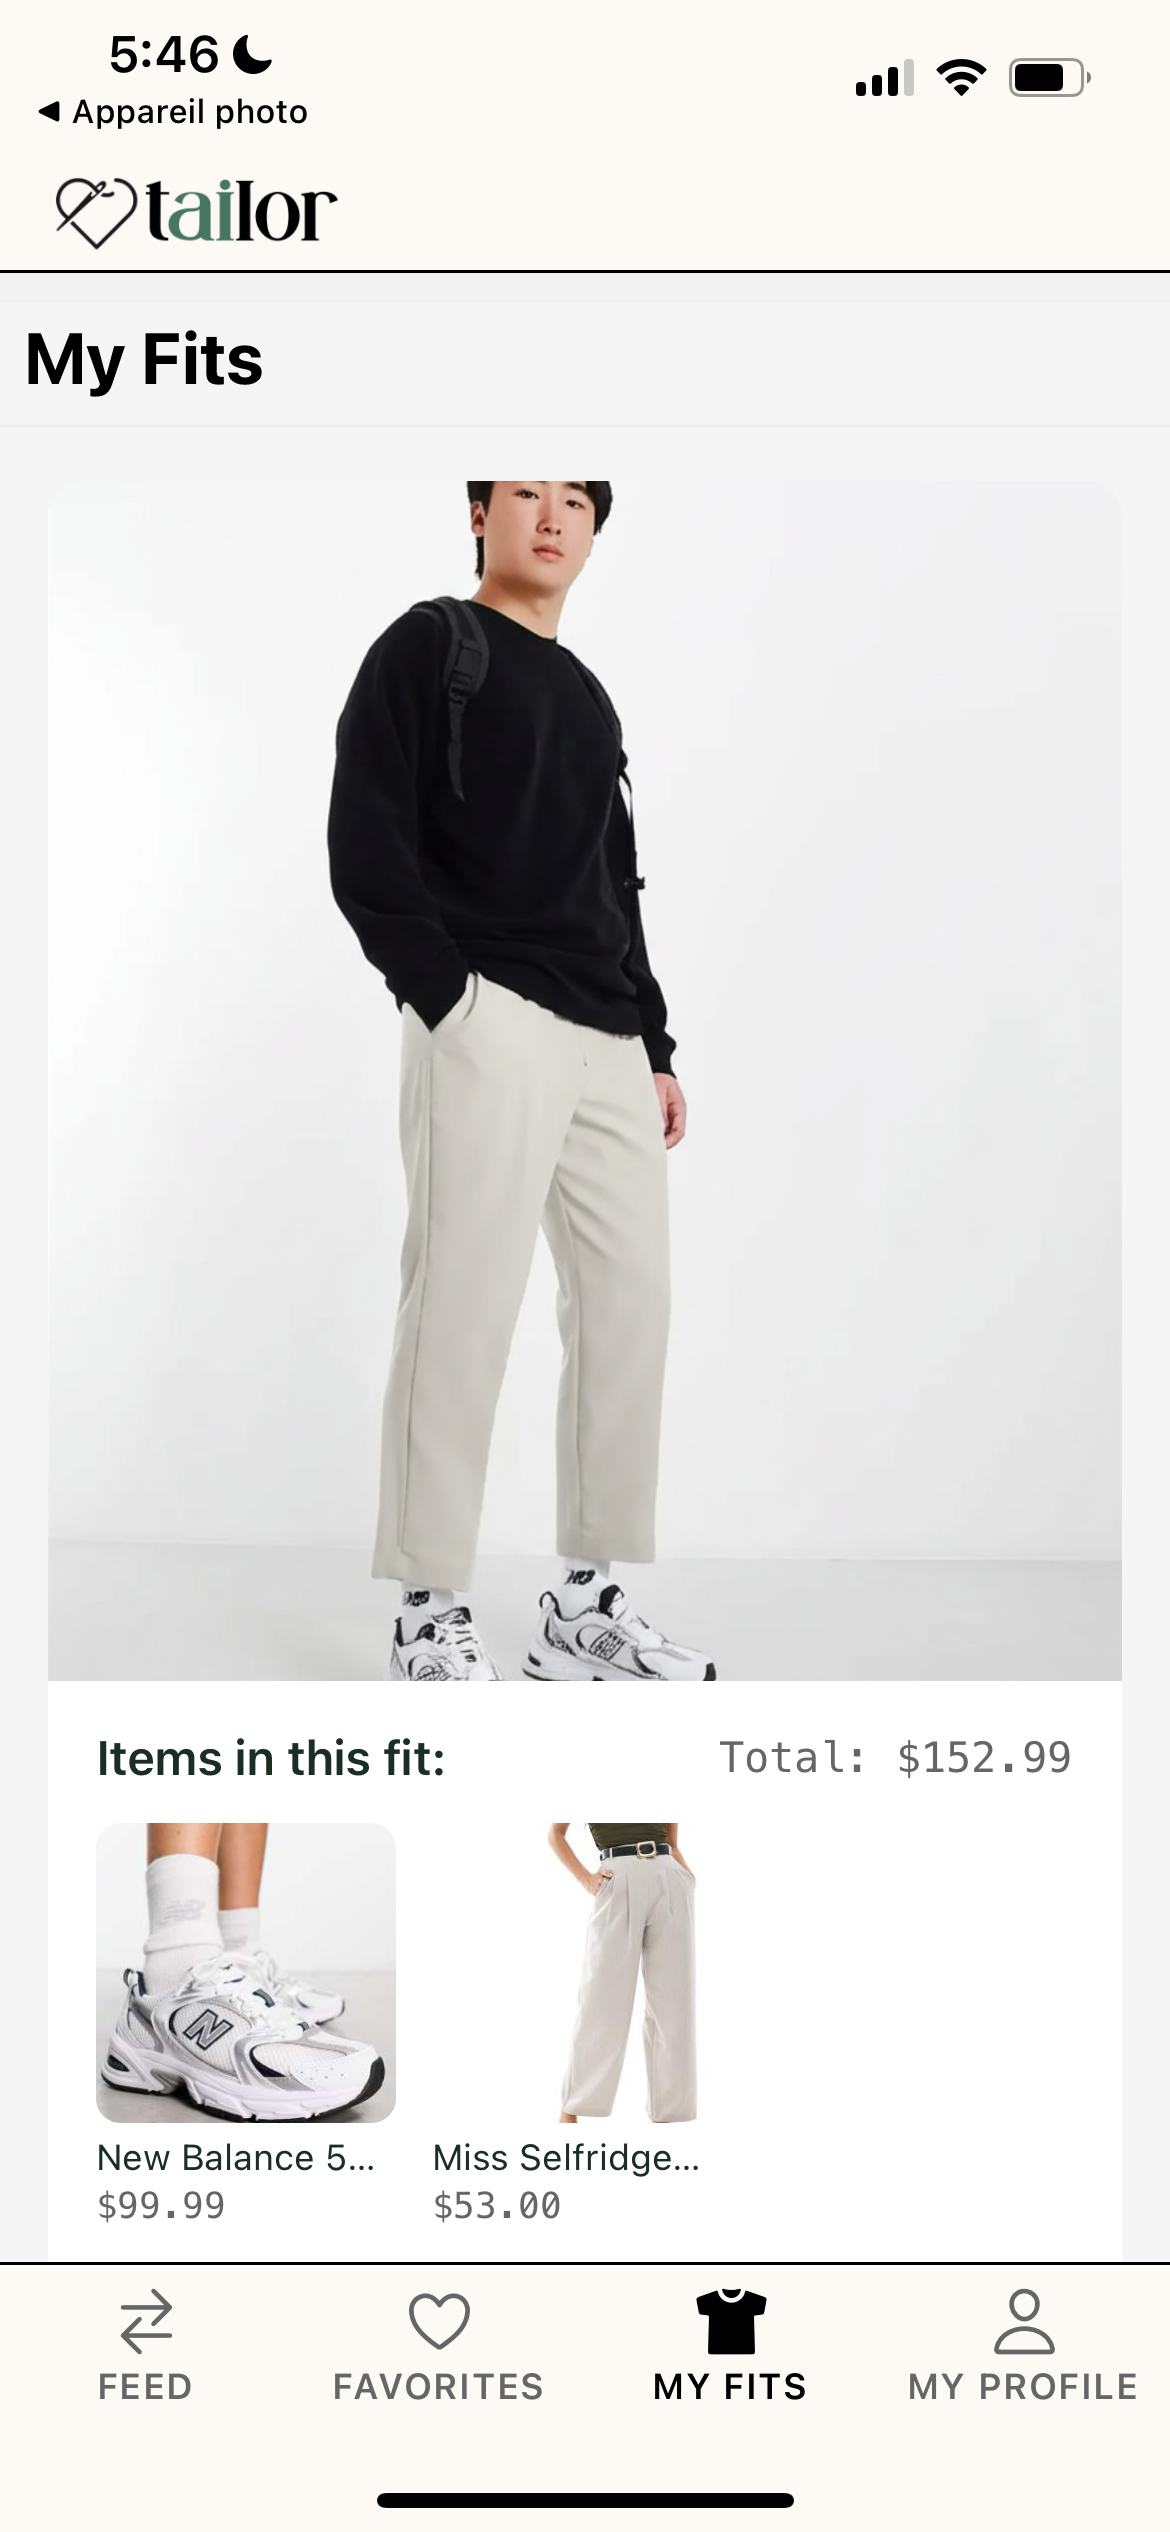 5:46
Appareil photo
tailor
My Fits
Items in this fit:
Total: $152.99
New Balance 5...
$99.99
Miss Selfridge...
$53.00
FEED
FAVORITES
MY FITS
MY PROFILE